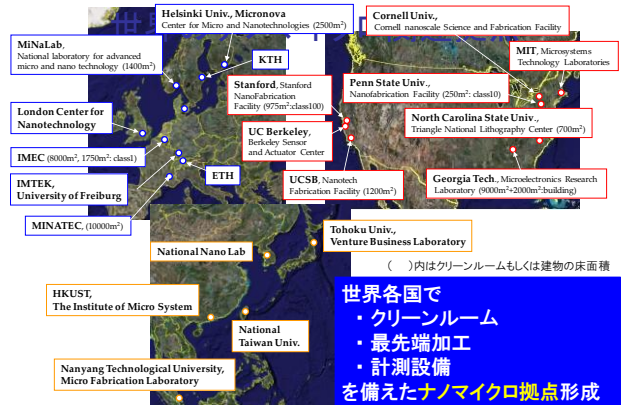 世界
Helsinki Univ., Micronova
Center for Micro and Nanotechnologies (2500m²)
MiNaLab,
National laboratory for advanced
micro and nano technology (1400m²)
KTH
London Center for
Nanotechnology
IMEC (8000m², 1750m²: class1)
IMTEK,
University of Freiburg
ETH
MINATEC, (10000m²)
Cornell Univ.,
Cornell nanoscale Science and Fabrication Facility
MIT, Microsystems
Technology Laboratories
Stanford, Stanford
NanoFabrication
Facility (975m²:class100)
Penn State Univ.,
Nanofabrication Facility (250m²: class10)
UC Berkeley,
Berkeley Sensor
and Actuator Center
North Carolina State Univ.,
Triangle National Lithography Center (700m²)
UCSB, Nanotech
Fabrication Facility (1200m²)
Georgia Tech., Microelectronics Research
Laboratory (9000m²+2000m²:building)
Tohoku Univ.,
Venture Business Laboratory
National Nano Lab
HKUST,
The Institute of Micro System
National
Taiwan Univ.
Nanyang Technological University,
Micro Fabrication Laboratory
(　)内はクリーンルームもしくは建物の床面積
世界各国で
・クリーンルーム
・最先端加工
・計測設備
を備えたナノマイクロ拠点形成